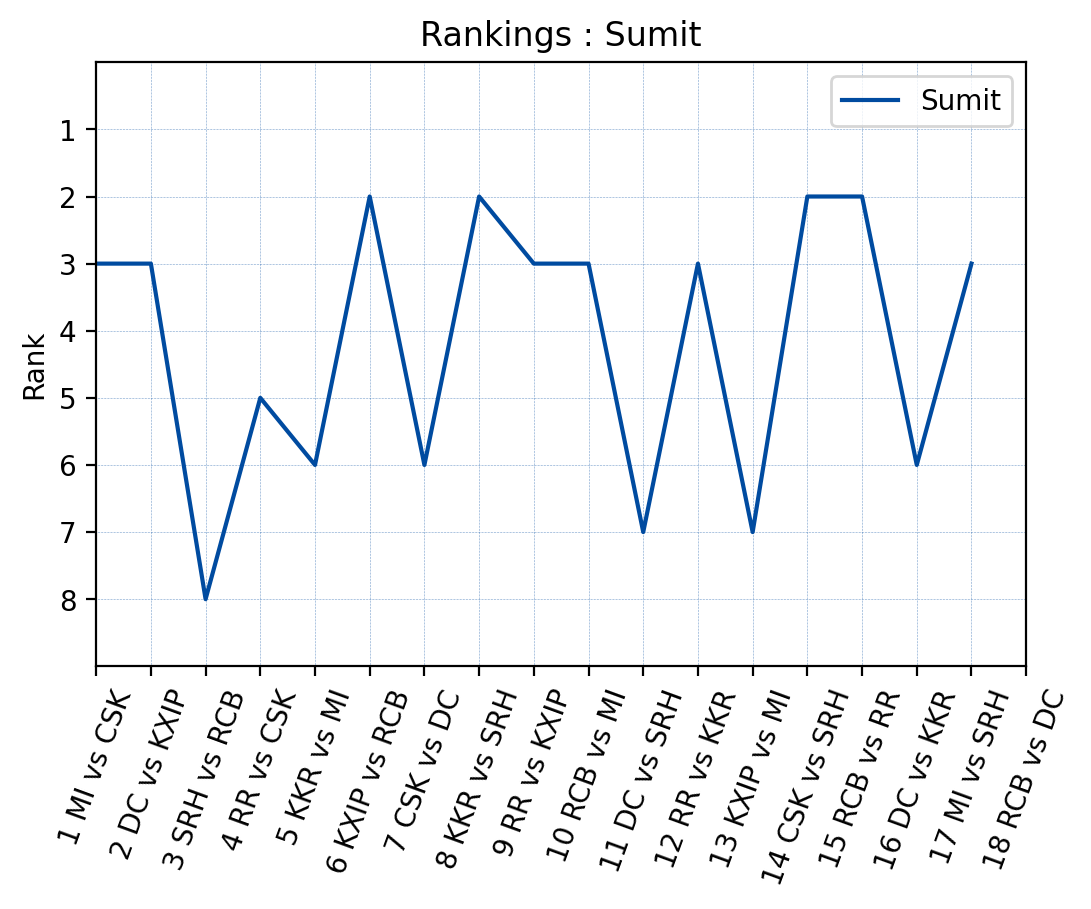 Rankings : Sumit
Sumit
Rank
1
2
3
4
5
6
7
8
1 MI vs CSK
2 DC vs KXIP
3 SRH vs RCB
4 RR vs CSK
5 KKR vs MI
6 KXIP vs RCB
7 CSK vs DC
8 KKR vs SRH
9 RR vs KXIP
10 RCB vs MI
11 DC vs SRH
12 RR vs KKR
13 KXIP vs MI
14 CSK vs SRH
15 RCB vs RR
16 DC vs KKR
17 MI vs SRH
18 RCB vs DC